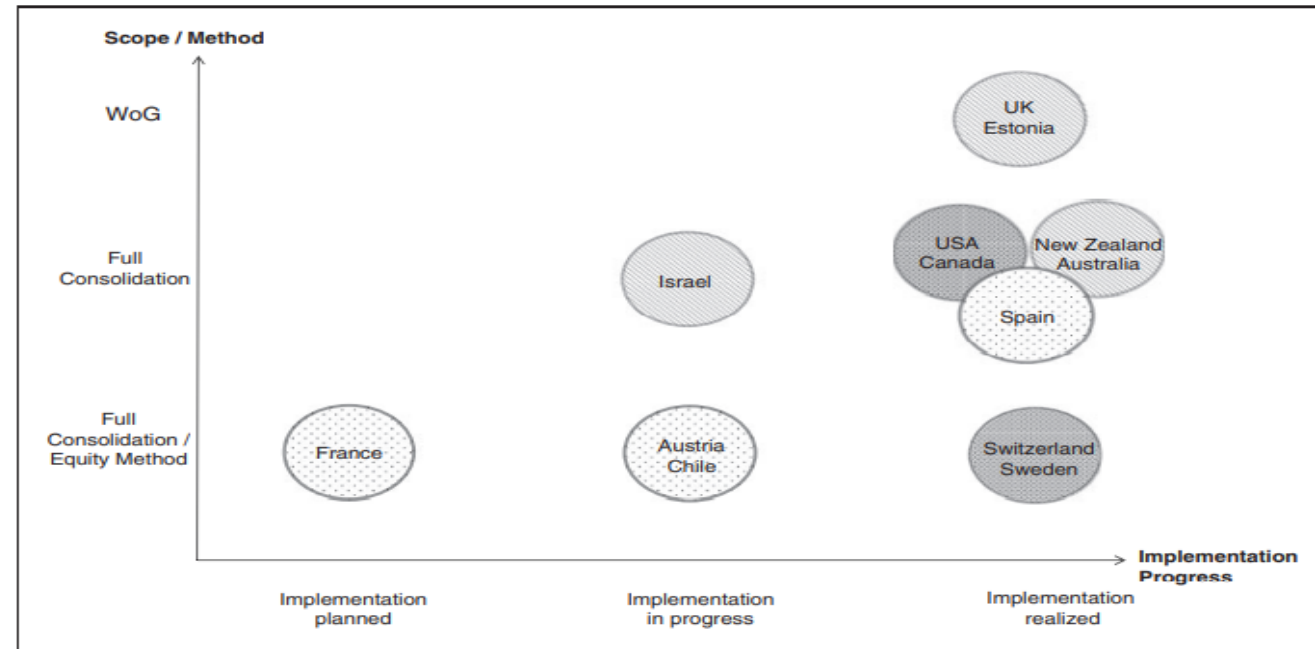 Scope / Method
WoG
UK
Estonia
Full
Consolidation
Israel
USA
Canada
New Zealand
Australia
Spain
Full
Consolidation /
Equity Method
France
Austria
Chile
Switzerland
Sweden
Implementation
Progress
Implementation
planned
Implementation
in progress
Implementation
realized